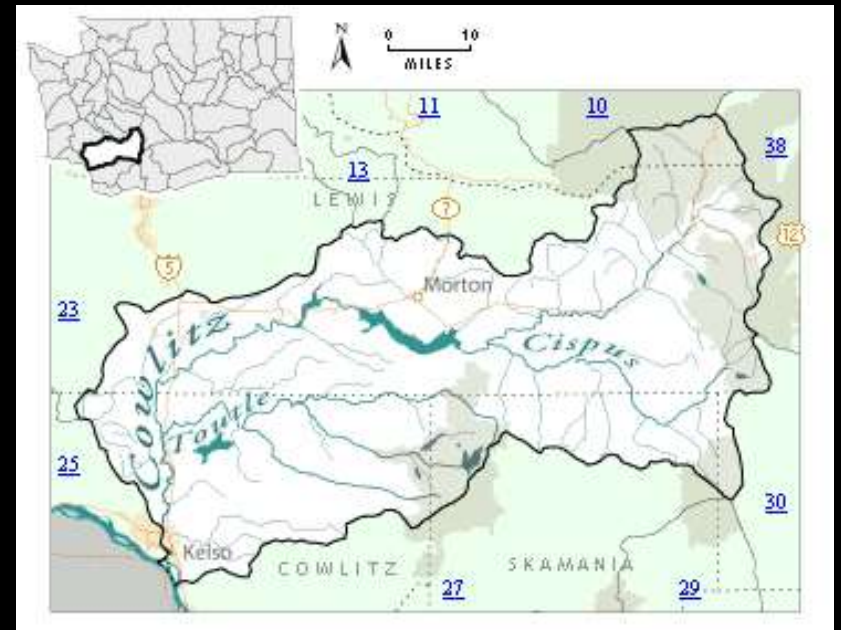 N
0 10
MILES
11
10
38
13
LEWIS
7
12
5
Morton
23
Cowlitz
Cispus
Toutle
25
30
Kelso
COWLITZ
SKAMANIA
27
29